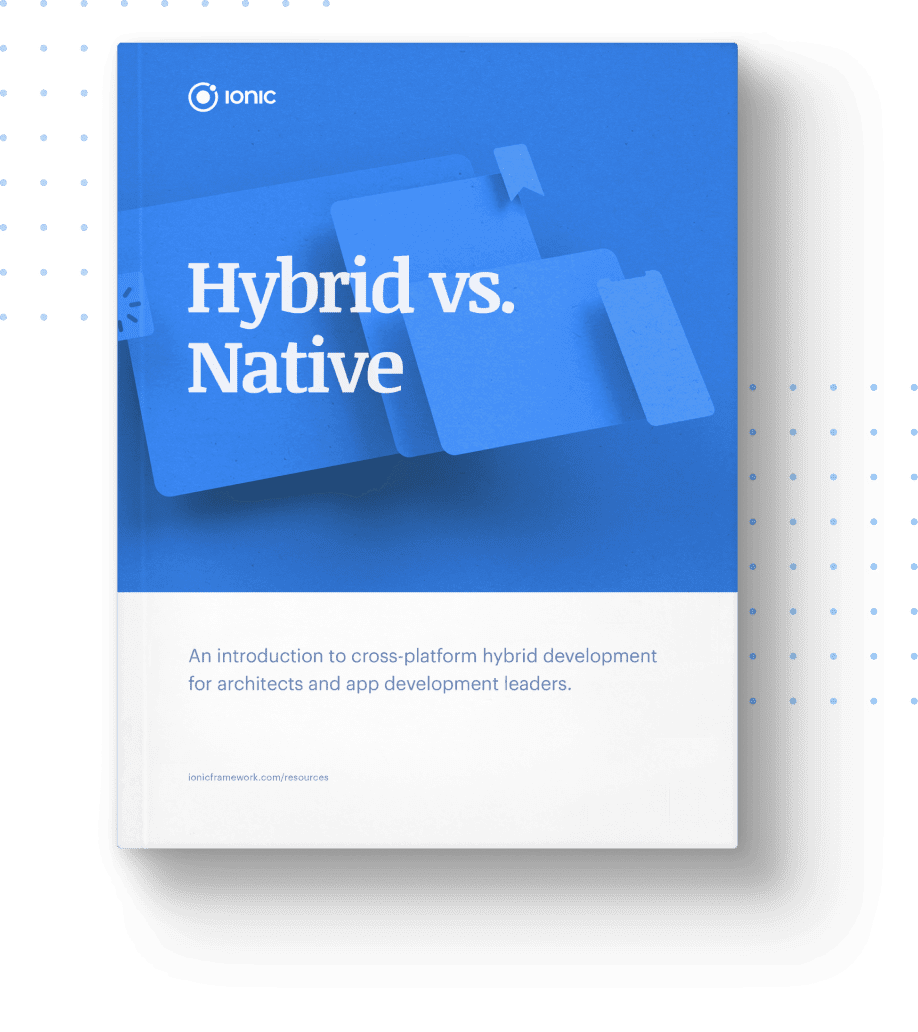 IONIC
Hybrid vs.
Native
An introduction to cross-platform hybrid development
for architects and app development leaders.
ionicframework.com/resources